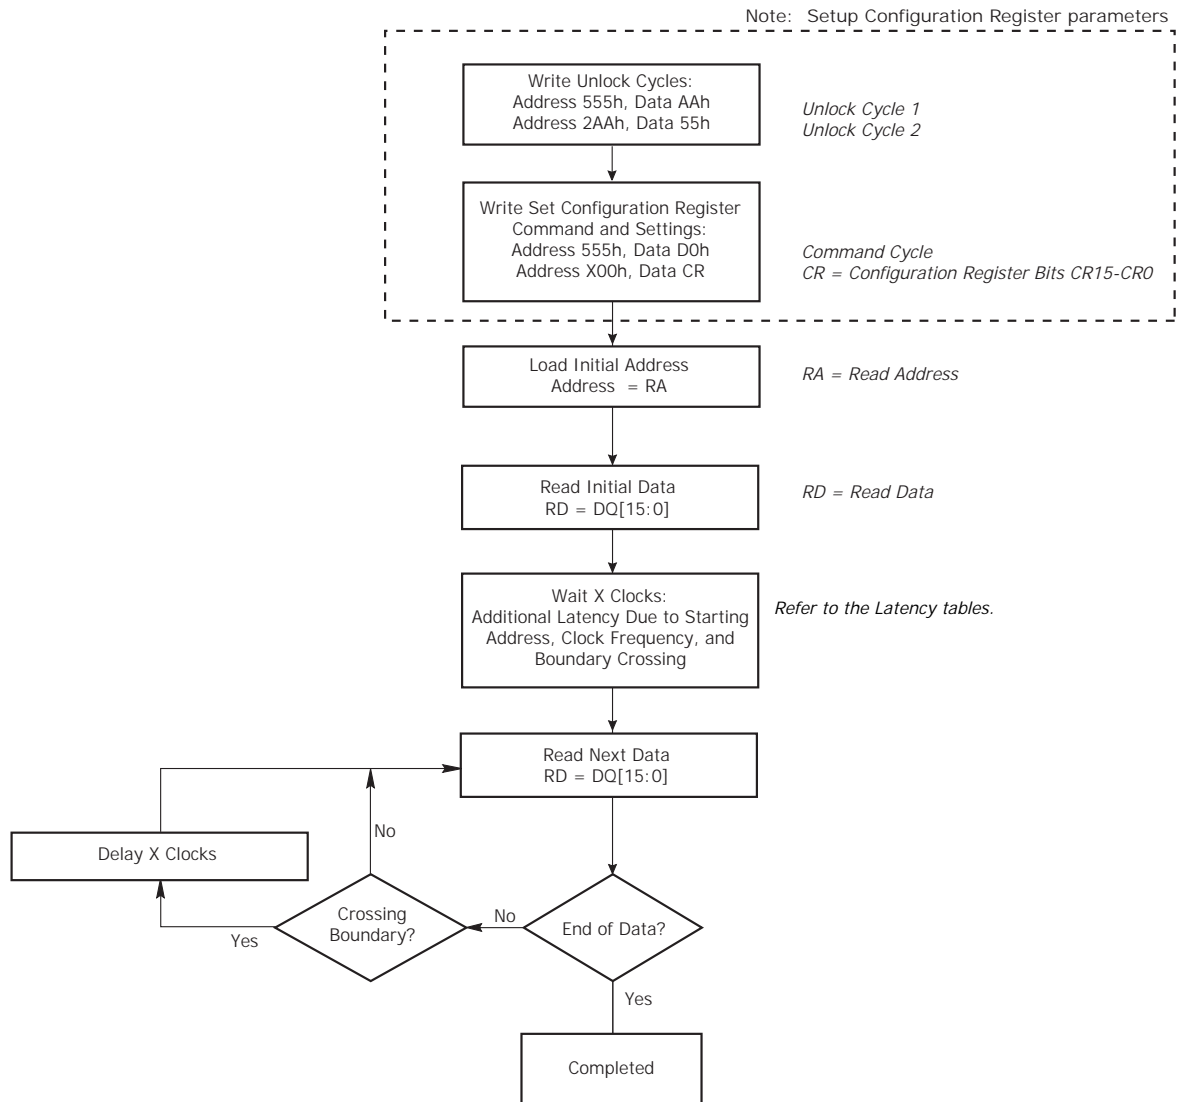 Note: Setup Configuration Register parameters
Write Unlock Cycles:
Address 555h, Data AAh
Address 2AAh, Data 55h
Unlock Cycle 1
Unlock Cycle 2
Write Set Configuration Register
Command and Settings:
Address 555h, Data D0h
Address X00h, Data CR
Command Cycle
CR = Configuration Register Bits CR15-CR0
Load Initial Address
Address = RA
RA = Read Address
Read Initial Data
RD = DQ[15:0]
RD = Read Data
Wait X Clocks:
Additional Latency Due to Starting
Address, Clock Frequency, and
Boundary Crossing
Refer to the Latency tables.
Read Next Data
RD = DQ[15:0]
No
Delay X Clocks
Crossing
Boundary?
Yes
No
End of Data?
Yes
Completed